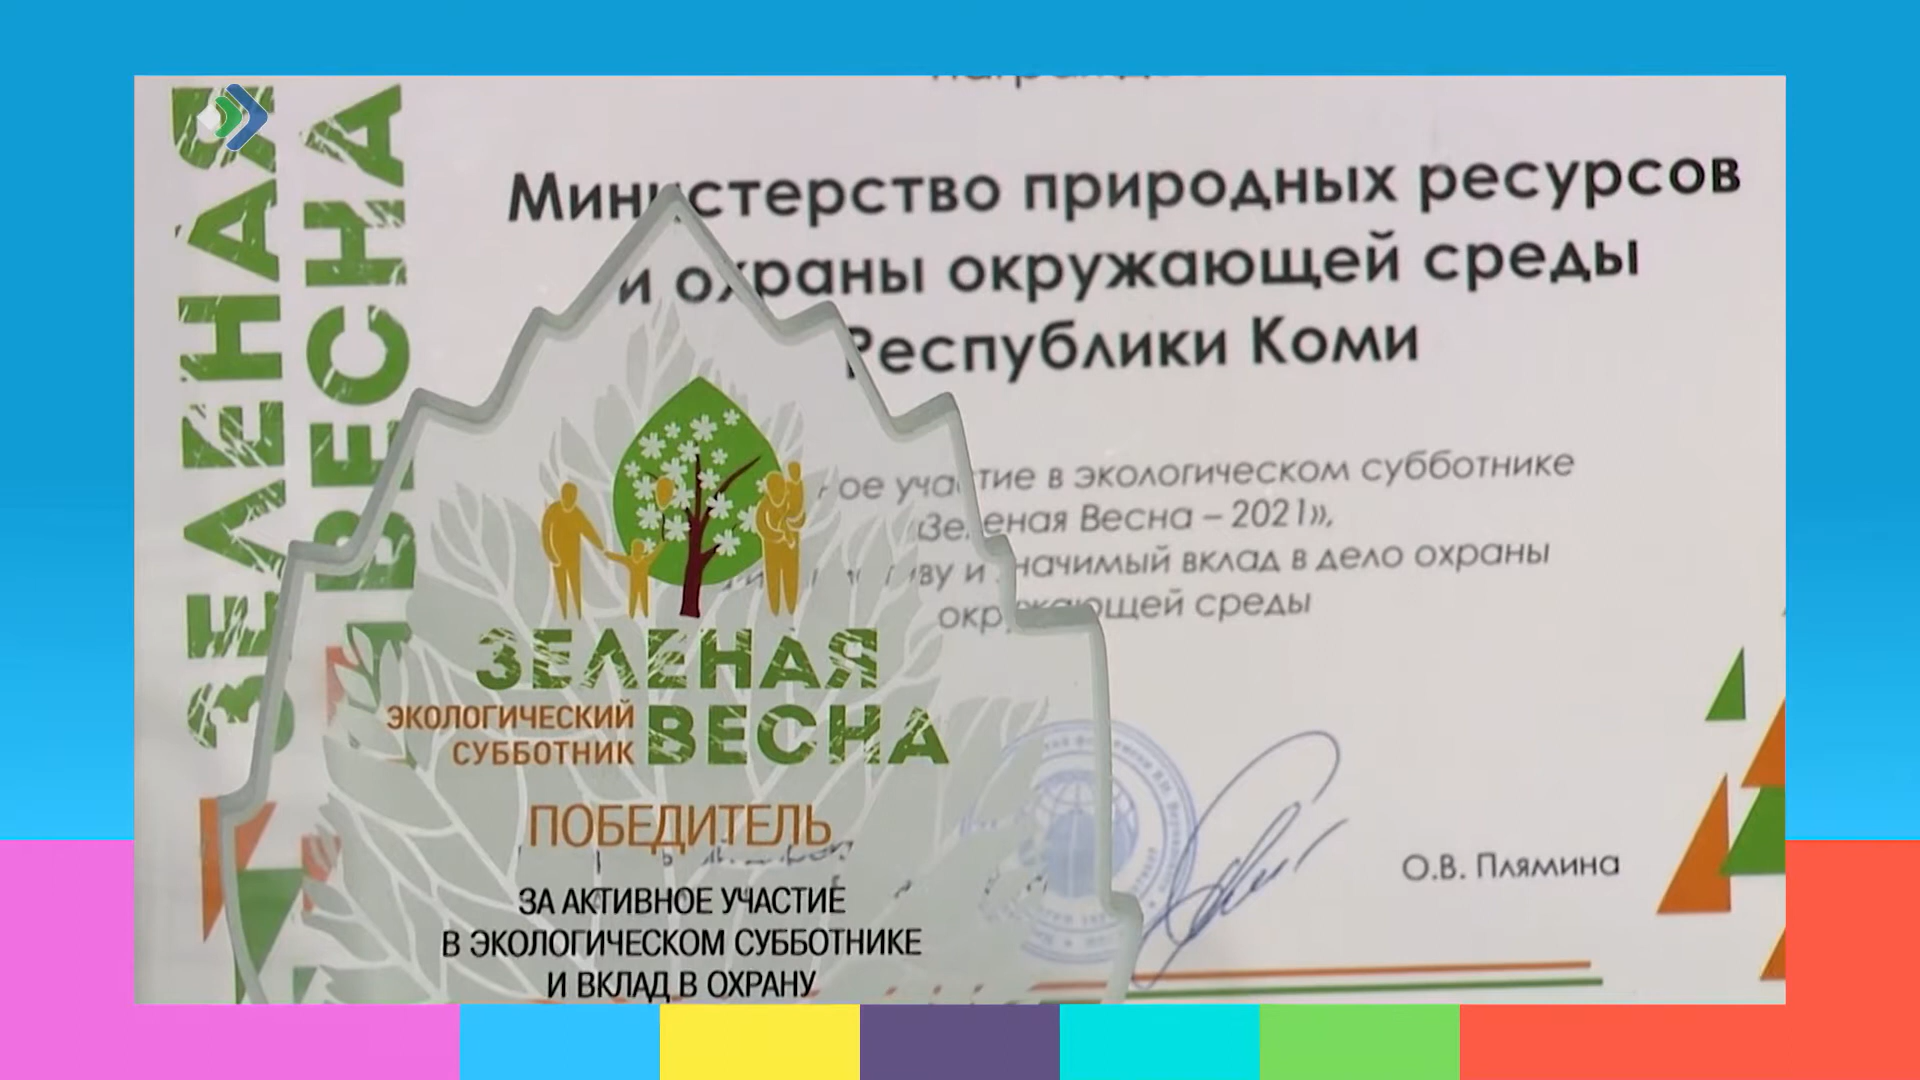 ЗЕЛЕНАЯ
ВЕСНА
Министерство природных ресурсов
и охраны окружающей среды
Республики Коми
участие в экологическом субботнике
Зеленая Весна – 2021»,
и значимый вклад в дело охраны
окружающей среды
О.В. Плямина
ЗЕЛЕНАЯ
ЭКОЛОГИЧЕСКИЙ
СУББОТНИК
ВЕСНА
ПОБЕДИТЕЛЬ
ЗА АКТИВНОЕ УЧАСТИЕ
В ЭКОЛОГИЧЕСКОМ СУББОТНИКЕ
И ВКЛАД В ОХРАНУ